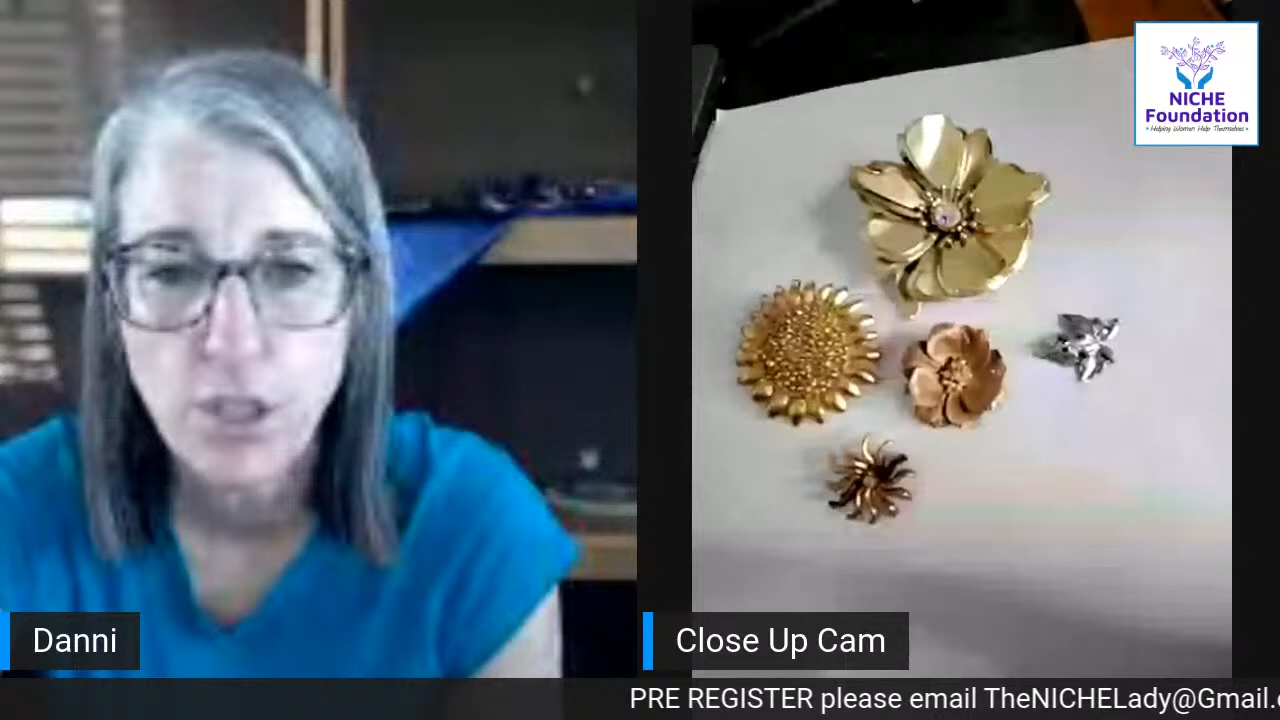 NICHE
Foundation
• Helping Women Help Themselves •
Danni
Close Up Cam
PRE REGISTER please email TheNICHELady@Gmail.